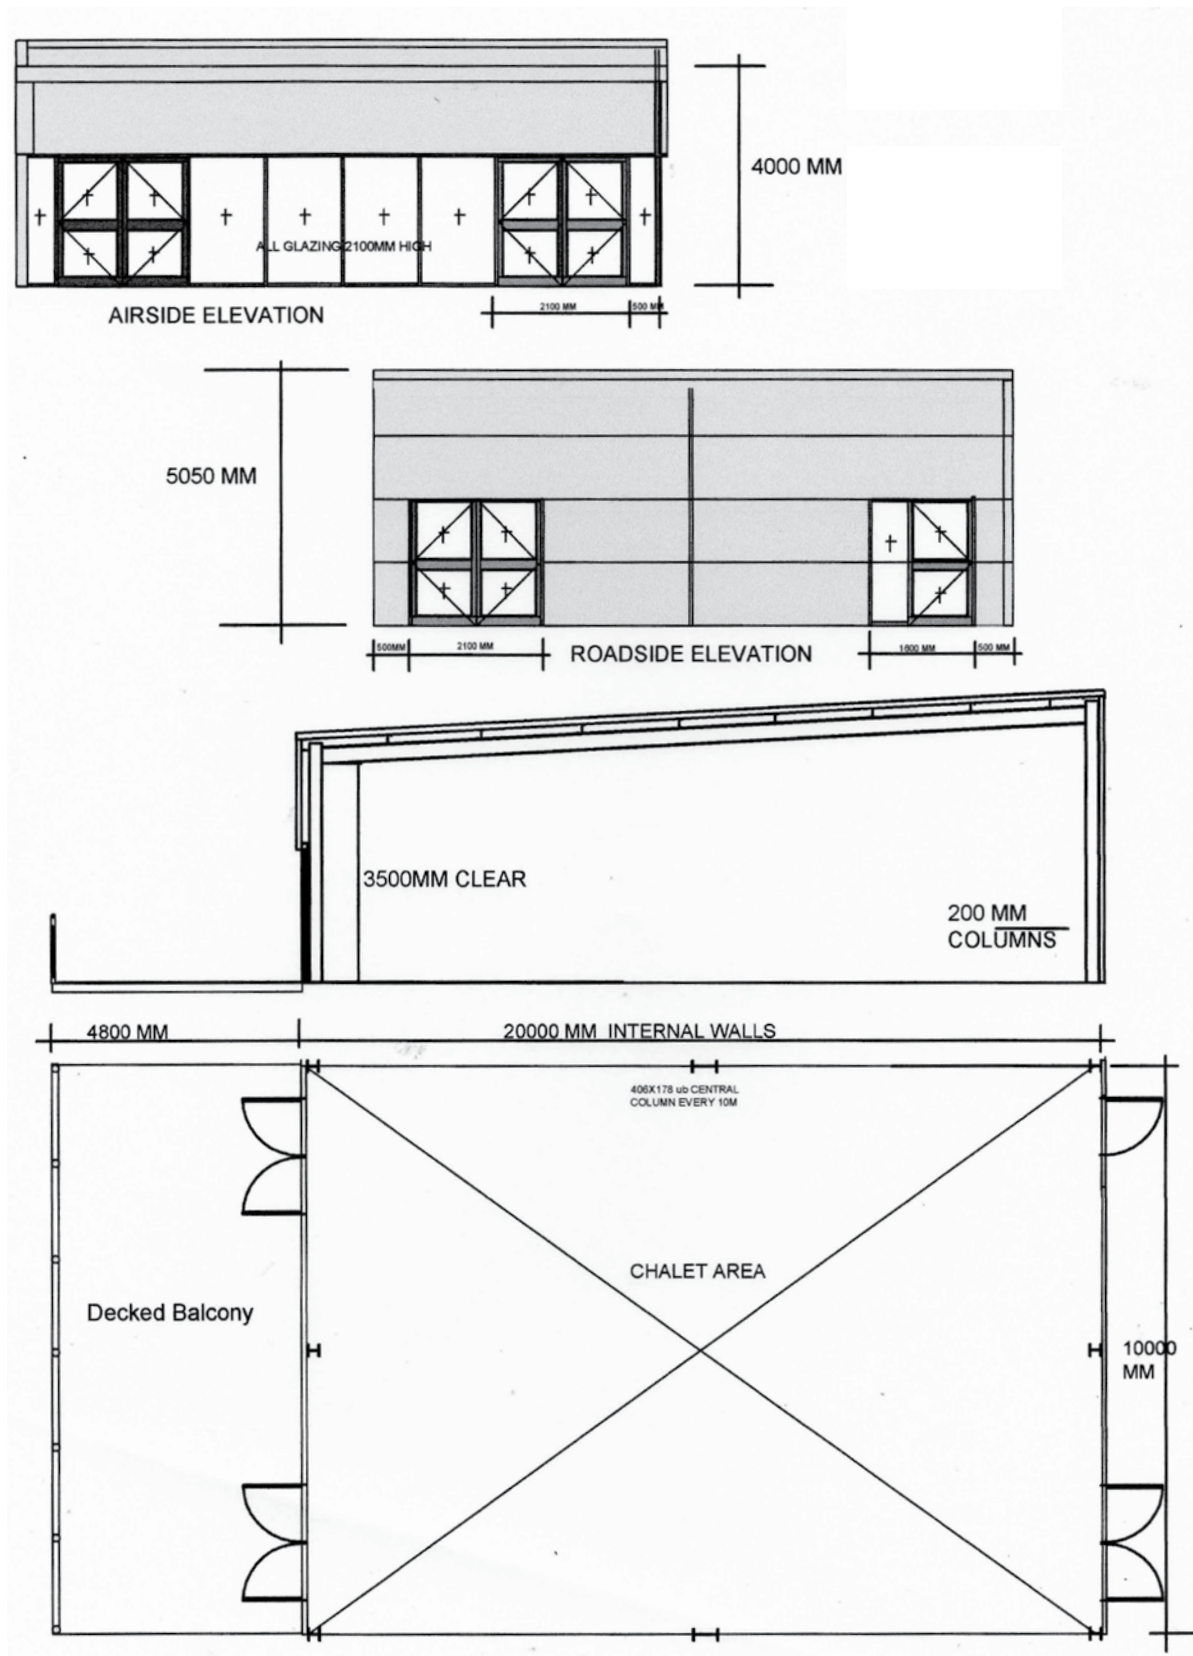 4000 MM
ALL GLAZING 2100MM HIGH
AIRSIDE ELEVATION
2100 MM
500 MM
5050 MM
500MM
2100 MM
ROADSIDE ELEVATION
1600 MM
500 MM
3500MM CLEAR
200 MM
COLUMNS
4800 MM
20000 MM INTERNAL WALLS
406X178 ub CENTRAL
COLUMN EVERY 10M
CHALET AREA
Decked Balcony
10000
MM